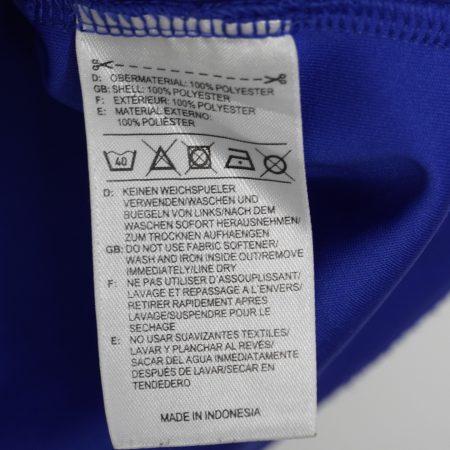 D: OBERMATERIAL: 100% POLYESTER
GB: SHELL: 100% POLYESTER
F: EXTÉRIEUR: 100% POLYESTER
E: MATERIAL EXTERNO:
100% POLIÉSTER
40
D: KEINEN WEICHSPUELER
VERWENDEN/WASCHEN UND
BUEGELN VON LINKS/NACH DEM
WASCHEN SOFORT HERAUSNEHMEN/
ZUM TROCKNEN AUFHAENGEN
GB: DO NOT USE FABRIC SOFTENER/
WASH AND IRON INSIDE OUT/REMOVE
IMMEDIATELY/LINE DRY
F: NE PAS UTILISER D'ASSOUPLISSANT/
LAVAGE ET REPASSAGE A L'ENVERS/
RETIRER RAPIDEMENT APRES
LAVAGE/SUSPENDRE POUR LE
SECHAGE
E: NO USAR SUAVIZANTES TEXTILES/
LAVAR Y PLANCHAR AL REVÉS/
SACAR DEL AGUA IMMEDIATAMENTE
DESPUÉS DE LAVAR/SECAR EN
TENDEDERO
MADE IN INDONESIA